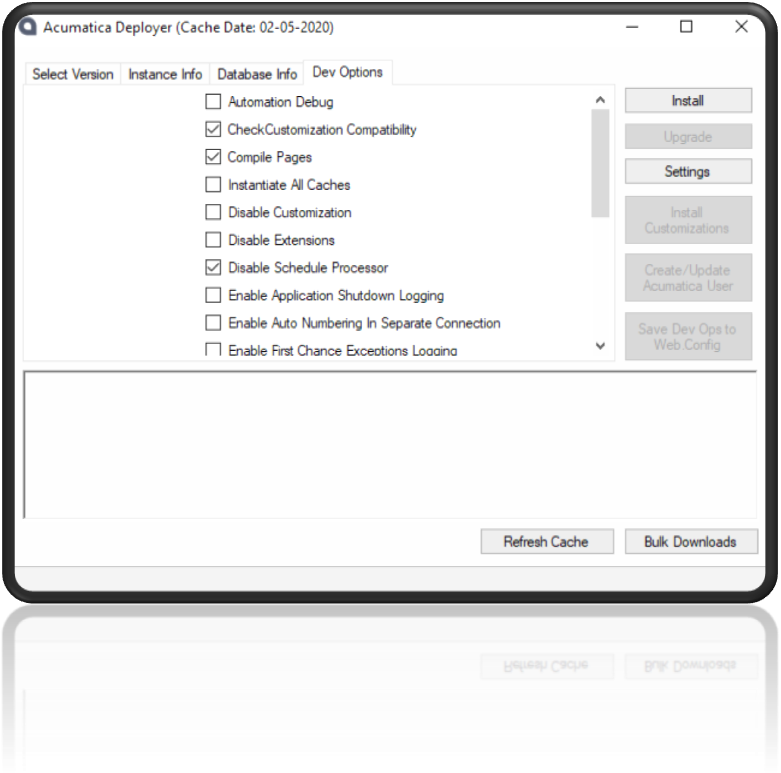 Acumatica Deployer (Cache Date: 02-05-2020)
Select Version Instance Info Database Info Dev Options
Automation Debug
CheckCustomization Compatibility
Compile Pages
Instantiate All Caches
Disable Customization
Disable Extensions
Disable Schedule Processor
Enable Application Shutdown Logging
Enable Auto Numbering In Separate Connection
Enable First Chance Exceptions Logging
Install
Upgrade
Settings
Install
Customizations
Create/Update
Acumatica User
Save Dev Ops to
Web.Config
Refresh Cache Bulk Downloads